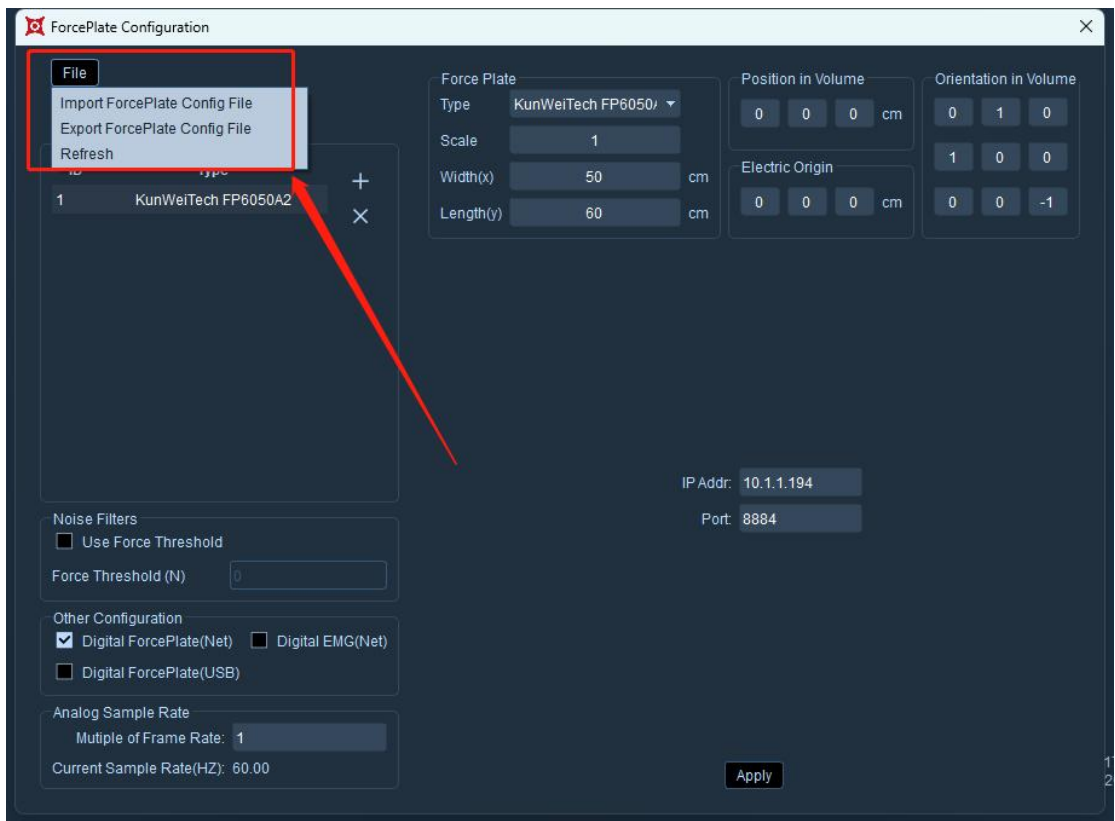 ForcePlate Configuration
File
Import ForcePlate Config File
Export ForcePlate Config File
Refresh
ID Type
1 KunWeiTech FP6050A2
Force Plate
Type KunWeiTech FP6050
Scale 1
Width(x) 50 cm
Length(y) 60 cm
Position in Volume
0 0 0 cm
Electric Origin
0 0 0 cm
Orientation in Volume
0 1 0
1 0 0
0 0 -1
IP Addr: 10.1.1.194
Port: 8884
Noise Filters
Use Force Threshold
Force Threshold (N) 0
Other Configuration
Digital ForcePlate(Net) Digital EMG(Net)
Digital ForcePlate(USB)
Analog Sample Rate
Mutiple of Frame Rate: 1
Current Sample Rate(HZ): 60.00
Apply